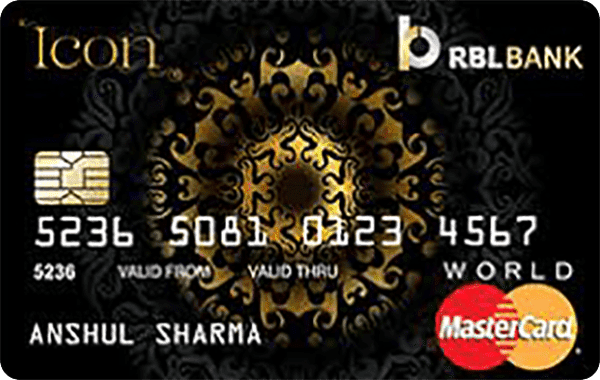 Icon
RBLBANK
5236 5081 0123 4567
5236 VALID FROM VALID THRU
WORLD
ANSHUL SHARMA
MasterCard